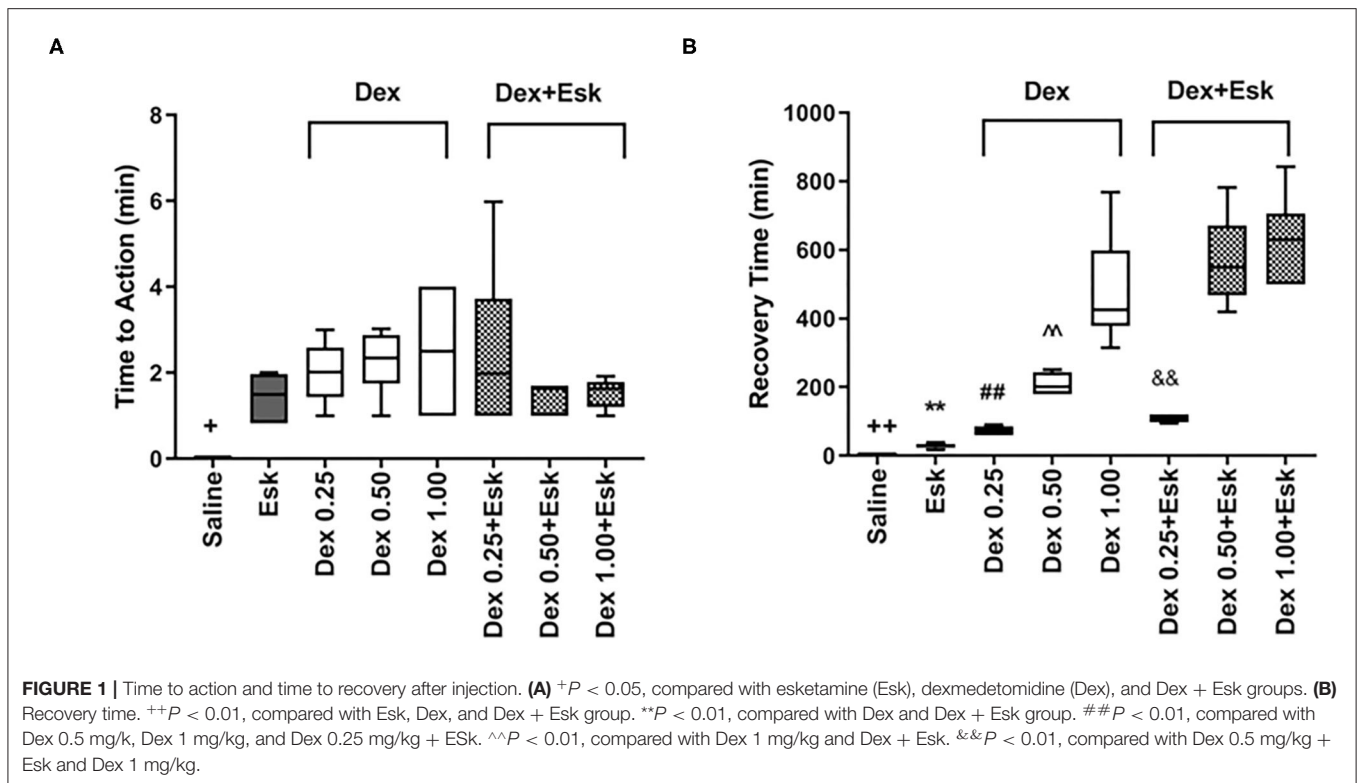 A
B
Dex
Dex+Esk
8
6
4
2
0
Time to Action (min)
+
Saline
Esk
Dex 0.25
Dex 0.50
Dex 1.00
Dex 0.25+Esk
Dex 0.50+Esk
Dex 1.00+Esk
Dex
Dex+Esk
1000
800
600
400
200
0
Recovery Time (min)
++
**
##
^^
&&
Saline
Esk
Dex 0.25
Dex 0.50
Dex 1.00
Dex 0.25+Esk
Dex 0.50+Esk
Dex 1.00+Esk
FIGURE 1 | Time to action and time to recovery after injection. (A) +P < 0.05, compared with esketamine (Esk), dexmedetomidine (Dex), and Dex + Esk groups. (B)
Recovery time. ++P < 0.01, compared with Esk, Dex, and Dex + Esk group. **P < 0.01, compared with Dex and Dex + Esk group. ##P < 0.01, compared with
Dex 0.5 mg/k, Dex 1 mg/kg, and Dex 0.25 mg/kg + ESk. ^^P < 0.01, compared with Dex 1 mg/kg and Dex + Esk. &&P < 0.01, compared with Dex 0.5 mg/kg +
Esk and Dex 1 mg/kg.